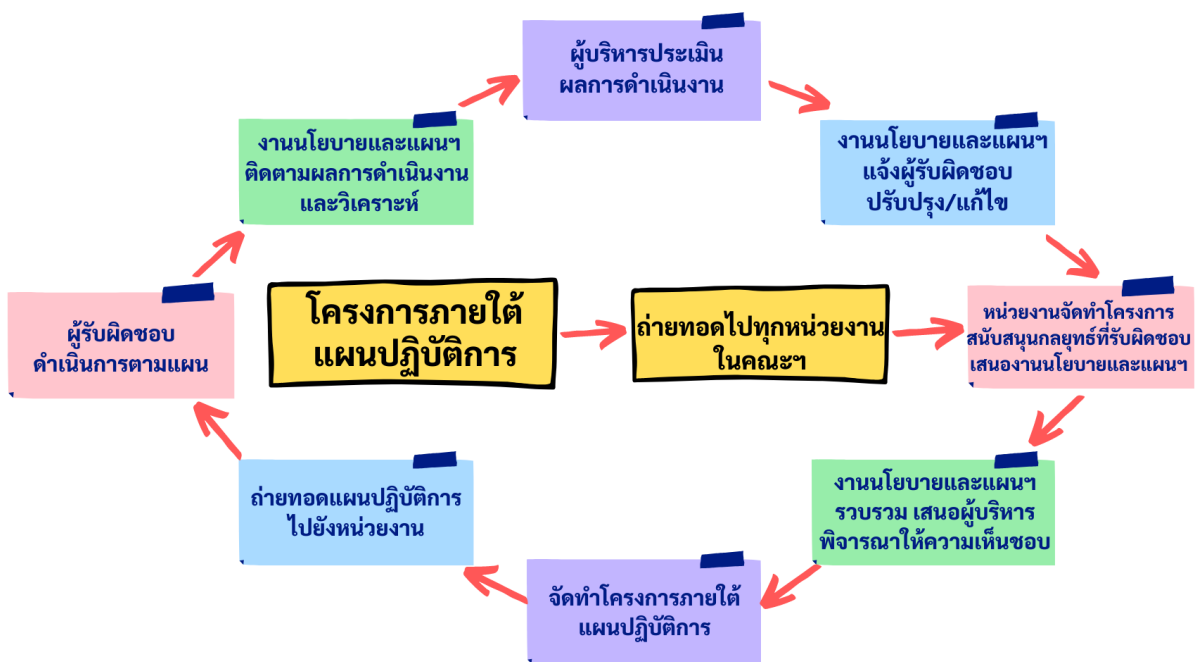 ผู้บริหารประเมิน
ผลการดำเนินงาน
งานนโยบายและแผนฯ
ติดตามผลการดำเนินงาน
และวิเคราะห์
งานนโยบายและแผนฯ
แจ้งผู้รับผิดชอบ
ปรับปรุง/แก้ไข
ผู้รับผิดชอบ
ดำเนินการตามแผน
โครงการภายใต้
แผนปฏิบัติการ
ถ่ายทอดไปทุกหน่วยงาน
ในคณะฯ
หน่วยงานจัดทำโครงการ
สนับสนุนกลยุทธ์ที่รับผิดชอบ
เสนองานนโยบายและแผนฯ
ถ่ายทอดแผนปฏิบัติการ
ไปยังหน่วยงาน
งานนโยบายและแผนฯ
รวบรวม เสนอผู้บริหาร
พิจารณาให้ความเห็นชอบ
จัดทำโครงการภายใต้
แผนปฏิบัติการ